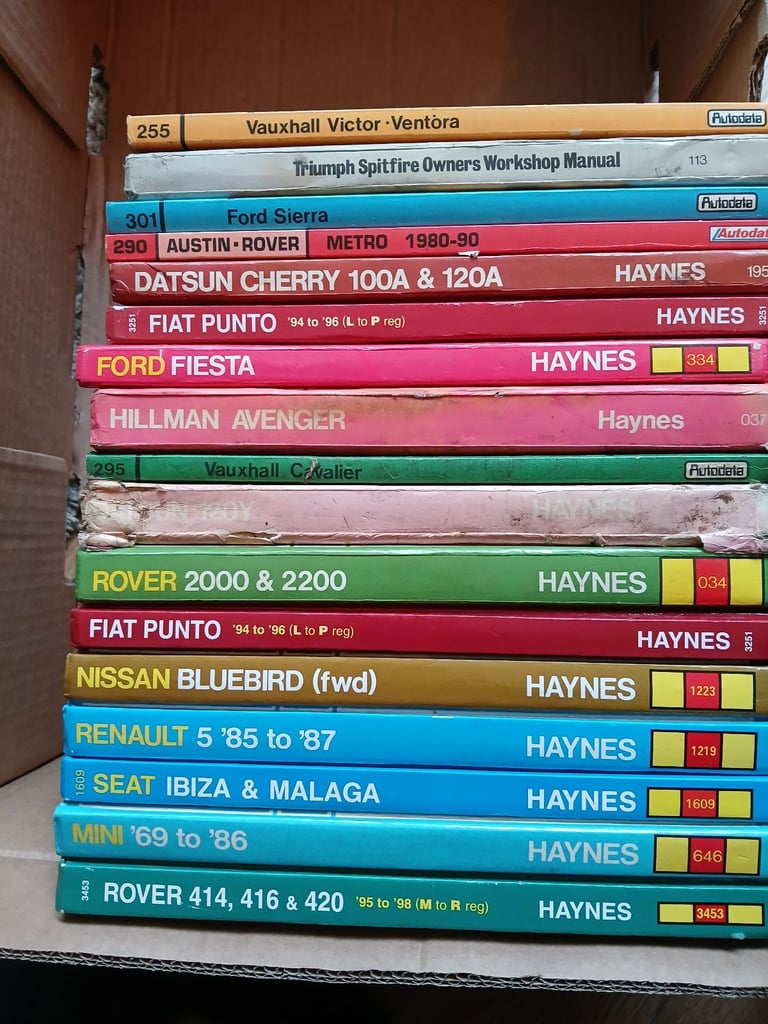 255 Vauxhall Victor·Ventora Autodata
Triumph Spitfire Owners Workshop Manual 113
301 Ford Sierra Autodata
290 AUSTIN·ROVER METRO 1980-90 Autodat
DATSUN CHERRY 100A & 120A HAYNES 195
3251 FIAT PUNTO '94 to '96 (L to P reg) HAYNES 3251
FORD FIESTA HAYNES 334
HILLMAN AVENGER Haynes 037
295 Vauxhall Cavalier Autodata
120Y HAYNES
ROVER 2000 & 2200 HAYNES 034
FIAT PUNTO '94 to '96 (L to P reg) HAYNES 3251
NISSAN BLUEBIRD (fwd) HAYNES 1223
RENAULT 5 '85 to '87 HAYNES 1219
1609 SEAT IBIZA & MALAGA HAYNES 1609
MINI '69 to '86 HAYNES 646
3453 ROVER 414, 416 & 420 '95 to '98 (M to R reg) HAYNES 3453